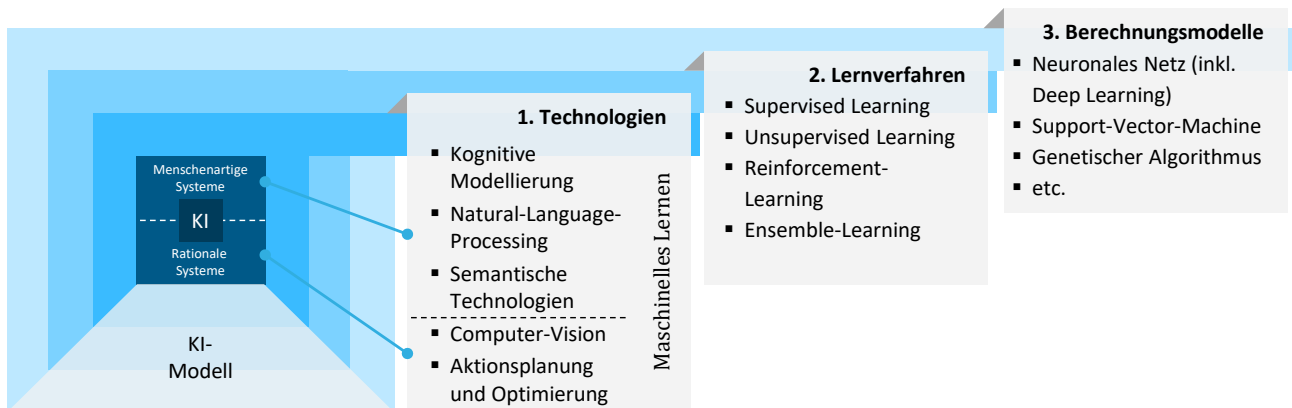 Menschenartige
Systeme
KI
Rationale
Systeme
KI-
Modell
1. Technologien
▪ Kognitive
Modellierung
▪ Natural-Language-
Processing
▪ Semantische
Technologien
▪ Computer-Vision
▪ Aktionsplanung
und Optimierung
Maschinelles Lernen
2. Lernverfahren
▪ Supervised Learning
▪ Unsupervised Learning
▪ Reinforcement-
Learning
▪ Ensemble-Learning
3. Berechnungsmodelle
▪ Neuronales Netz (inkl.
Deep Learning)
▪ Support-Vector-Machine
▪ Genetischer Algorithmus
▪ etc.